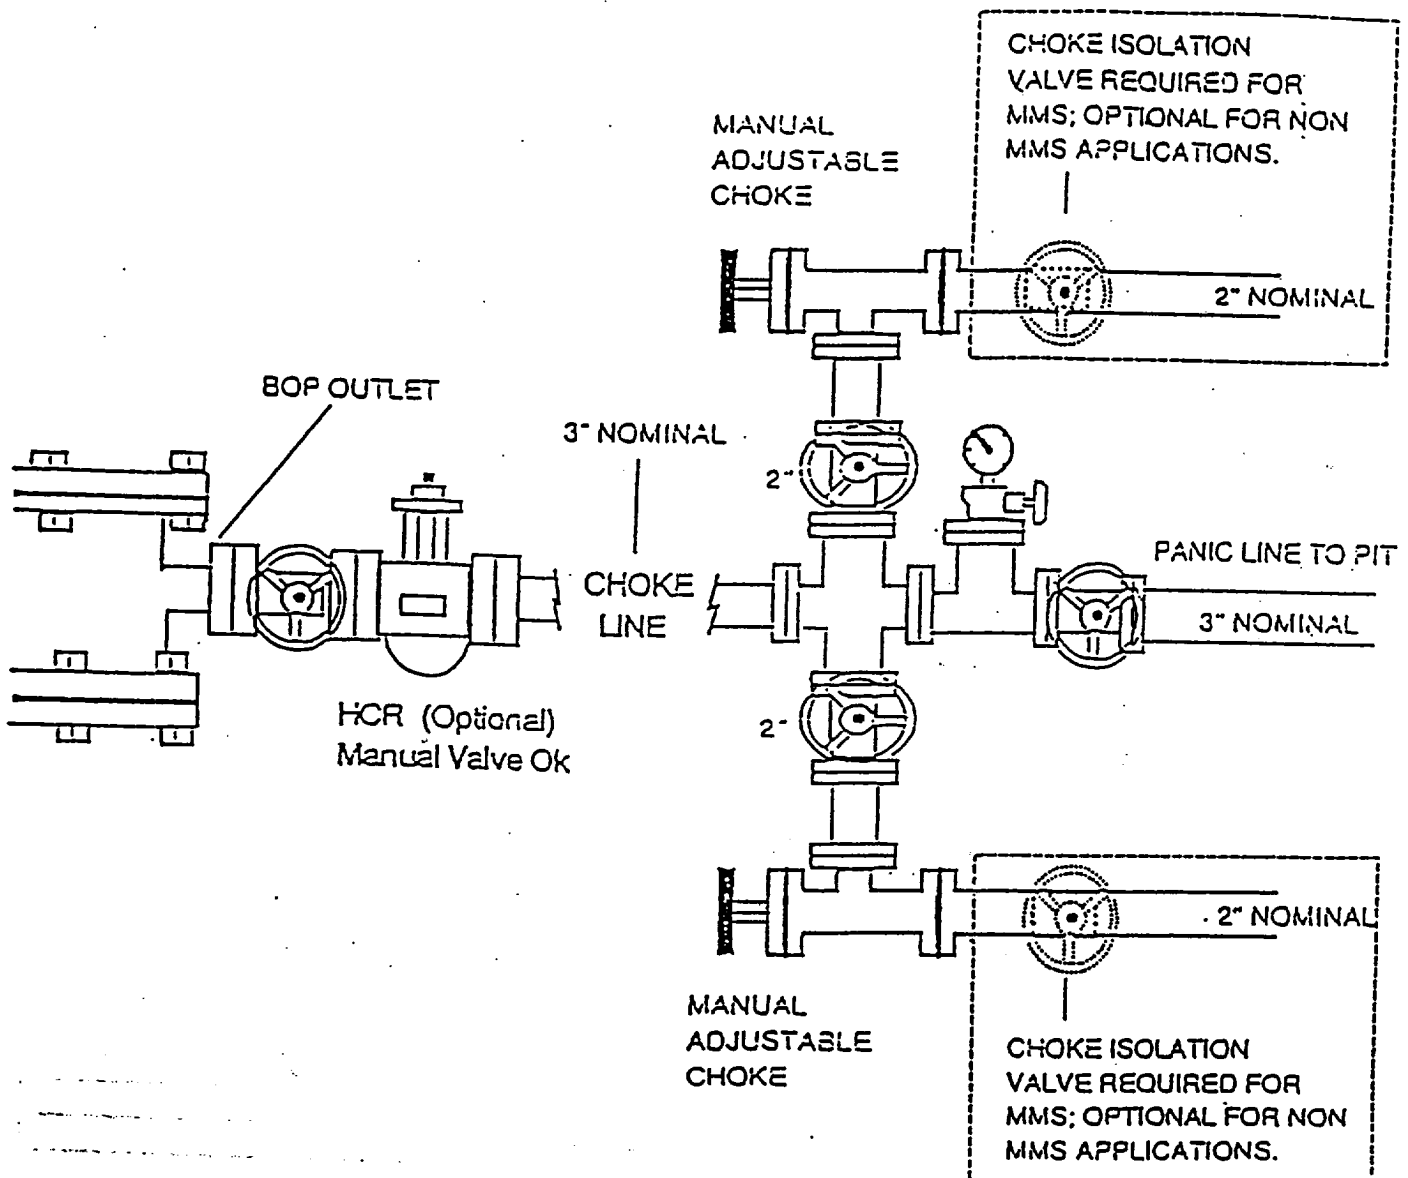 CHOKE ISOLATION
VALVE REQUIRED FOR
MMS; OPTIONAL FOR NON
MMS APPLICATIONS.
MANUAL
ADJUSTABLE
CHOKE
2" NOMINAL
BOP OUTLET
3" NOMINAL
2"
PANIC LINE TO PIT
CHOKE
LINE
3" NOMINAL
HCR (Optional)
Manual Valve Ok
2"
2" NOMINAL
MANUAL
ADJUSTABLE
CHOKE
CHOKE ISOLATION
VALVE REQUIRED FOR
MMS; OPTIONAL FOR NON
MMS APPLICATIONS.